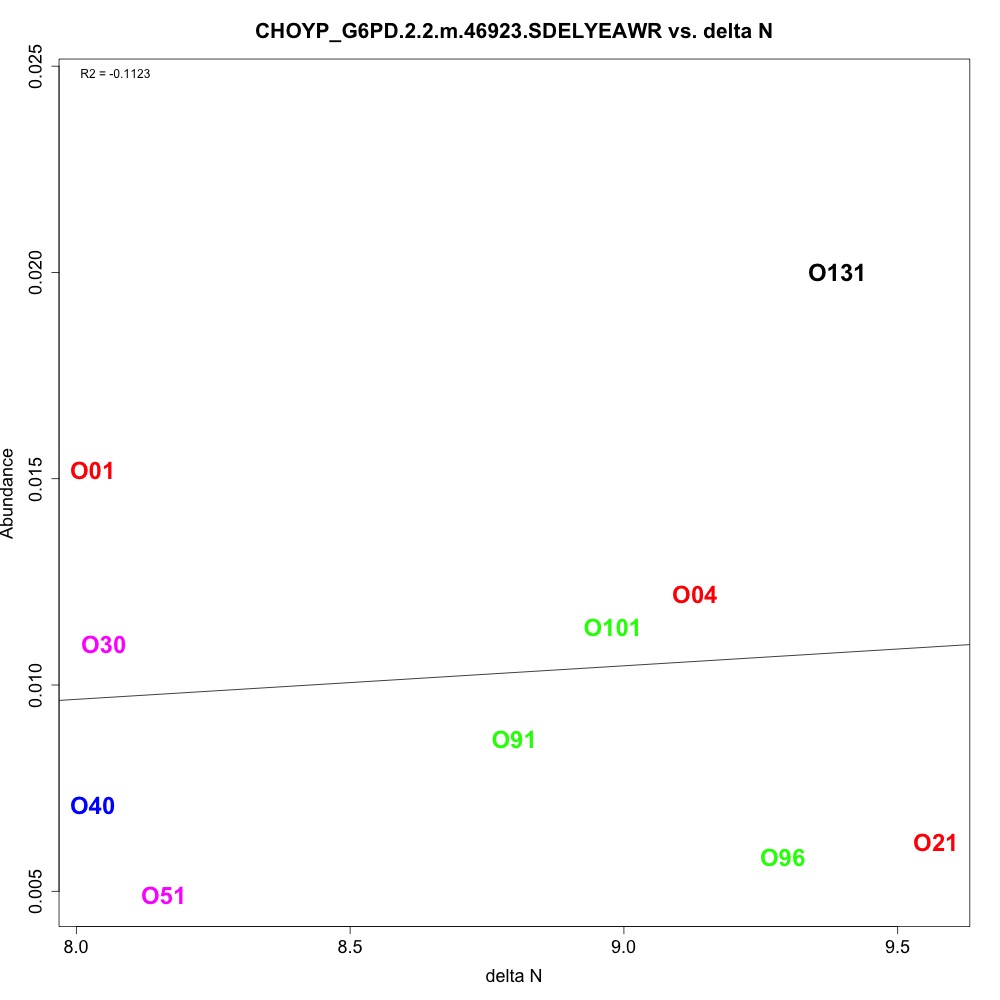 CHOYP_G6PD.2.2.m.46923.SDELYEAWR vs. delta N
R2 = -0.1123
0.025
0.020
0.015
0.010
0.005
Abundance
O131
O01
O04
O101
O30
O91
O40
O21
O96
O51
8.0 8.5 9.0 9.5
delta N